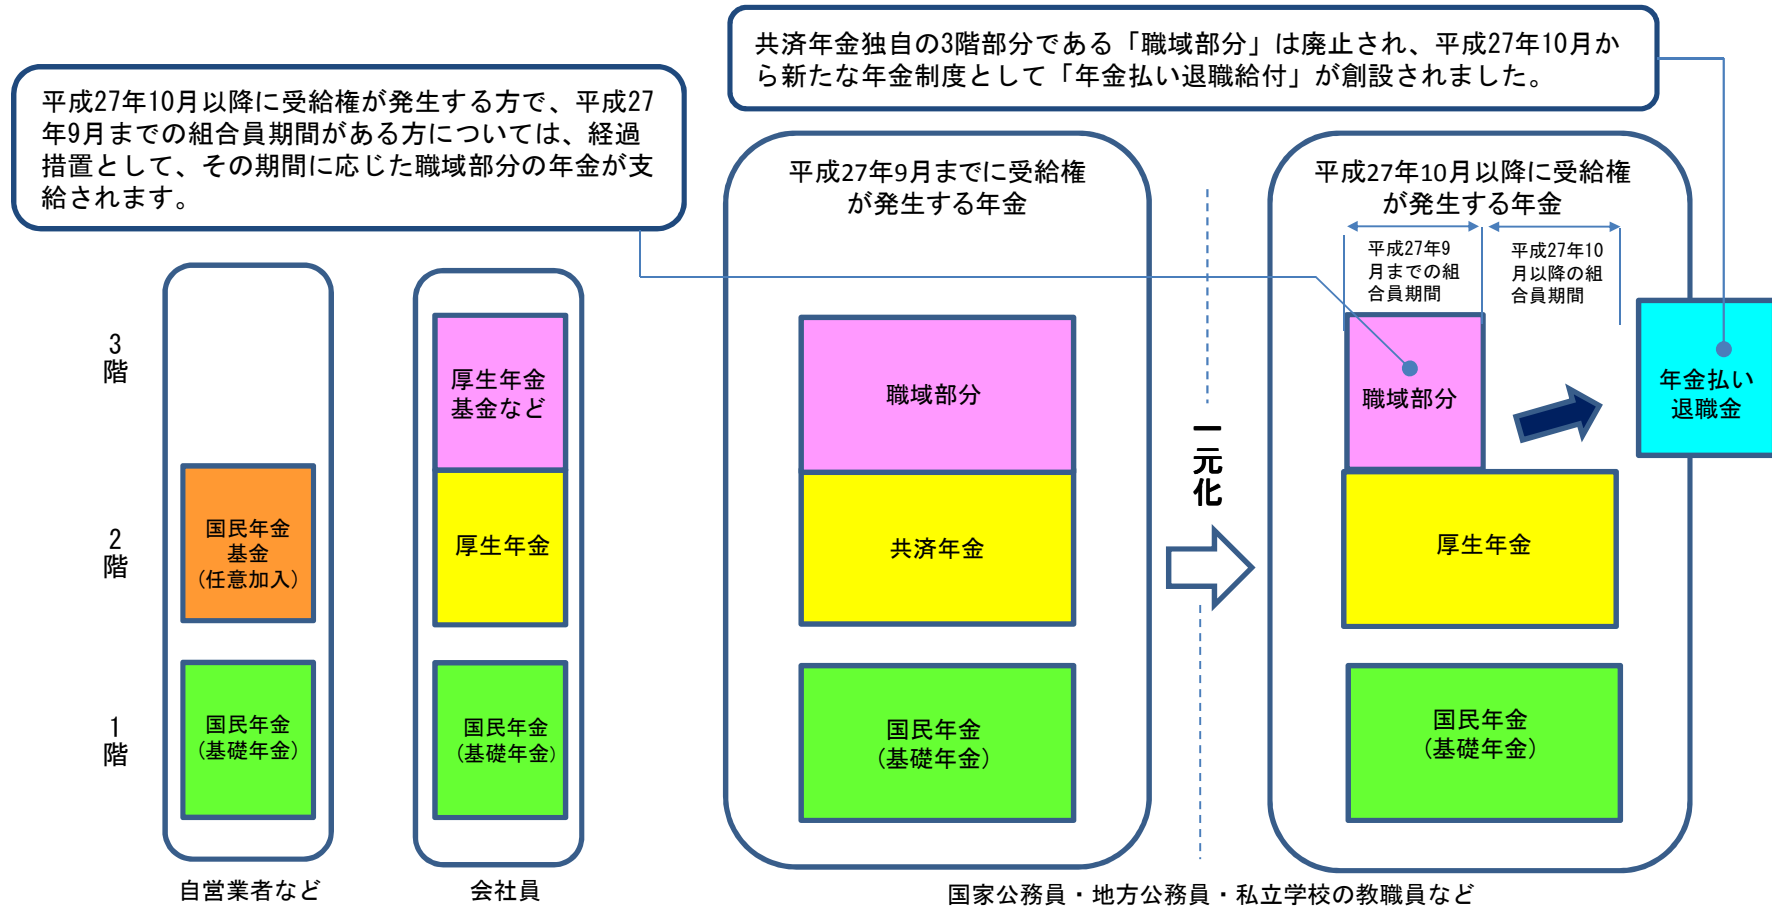 共済年金独自の3階部分である「職域部分」は廃止され、平成27年10月か
ら新たな年金制度として「年金払い退職給付」が創設されました。
平成27年10月以降に受給権が発生する方で、平成27
年9月までの組合員期間がある方については、経過
措置として、その期間に応じた職域部分の年金が支
給されます。
平成27年9月までに受給権
が発生する年金
平成27年10月以降に受給権
が発生する年金
平成27年9
月までの組
合員期間
平成27年10
月以降の組
合員期間
3
階
厚生年金
基金など
職域部分
職域部分
年金払い
退職金
一元化
2
階
国民年金
基金
(任意加入)
厚生年金
共済年金
厚生年金
1
階
国民年金
(基礎年金)
国民年金
(基礎年金)
国民年金
(基礎年金)
国民年金
(基礎年金)
自営業者など
会社員
国家公務員・地方公務員・私立学校の教職員など